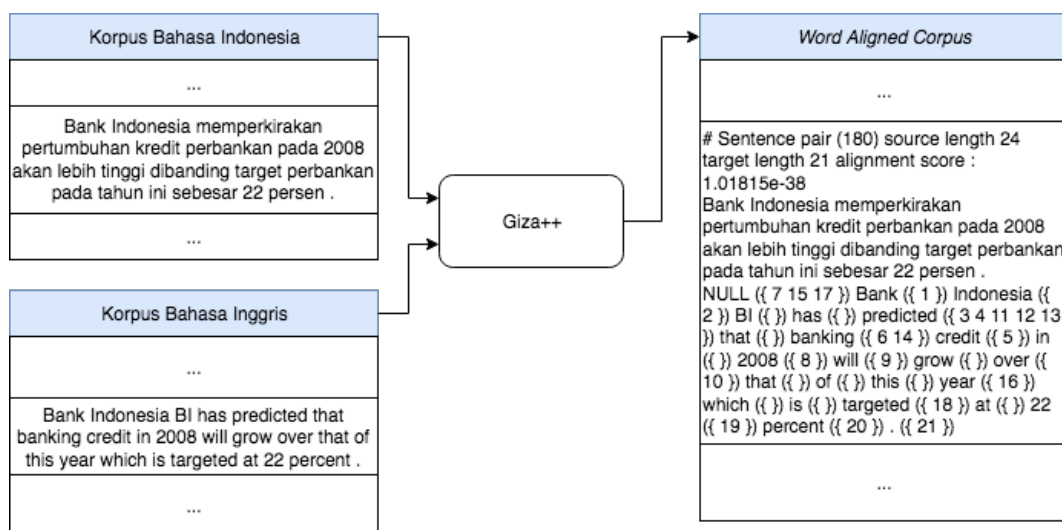 Korpus Bahasa Indonesia
...
Bank Indonesia memperkirakan
pertumbuhan kredit perbankan pada 2008
akan lebih tinggi dibanding target perbankan
pada tahun ini sebesar 22 persen .
...
Korpus Bahasa Inggris
...
Bank Indonesia BI has predicted that
banking credit in 2008 will grow over that of
this year which is targeted at 22 percent .
...
Giza++
Word Aligned Corpus
...
# Sentence pair (180) source length 24
target length 21 alignment score :
1.01815e-38
Bank Indonesia memperkirakan
pertumbuhan kredit perbankan pada 2008
akan lebih tinggi dibanding target perbankan
pada tahun ini sebesar 22 persen .
NULL ({ 7 15 17 }) Bank ({ 1 }) Indonesia ({
2 }) BI ({ }) has ({ }) predicted ({ 3 4 11 12 13
}) that ({ }) banking ({ 6 14 }) credit ({ 5 }) in
({ }) 2008 ({ 8 }) will ({ 9 }) grow ({ }) over ({
10 }) that ({ }) of ({ }) this ({ }) year ({ 16 })
which ({ }) is ({ }) targeted ({ 18 }) at ({ }) 22
({ 19 }) percent ({ 20 }) . ({ 21 })
...